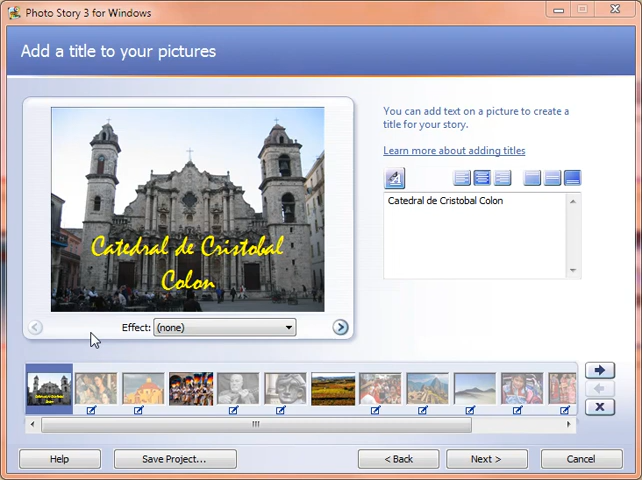 Photo Story 3 for Windows
Add a title to your pictures
You can add text on a picture to create a
title for your story.
Learn more about adding titles
Catedral de Cristobal Colon
Catedral de Cristobal
Colon
Effect:
(none)
Help
Save Project...
< Back
Next >
Cancel